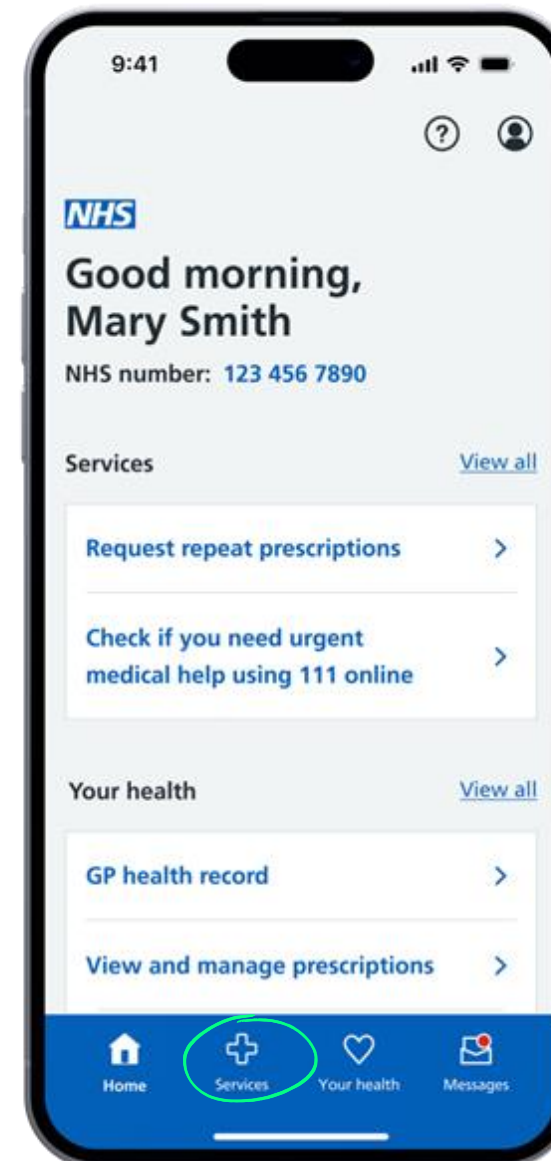 9:41
?
NHS
Good morning,
Mary Smith
NHS number: 123 456 7890
Services View all
Request repeat prescriptions
Check if you need urgent
medical help using 111 online
Your health View all
GP health record
View and manage prescriptions
Home Services Your health Messages